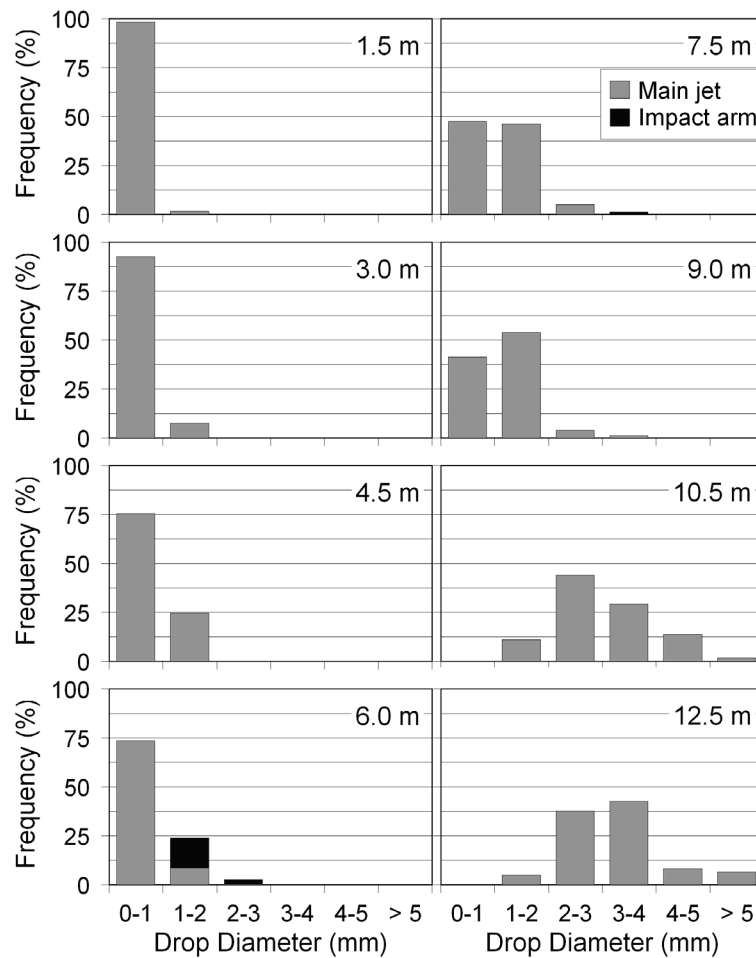 100
75
50
25
0
Frequency (%)
1.5 m
7.5 m
Main jet
Impact arm
100
75
50
25
0
Frequency (%)
3.0 m
9.0 m
100
75
50
25
0
Frequency (%)
4.5 m
10.5 m
100
75
50
25
0
Frequency (%)
6.0 m
12.5 m
0-1 1-2 2-3 3-4 4-5 > 5
0-1 1-2 2-3 3-4 4-5 > 5
Drop Diameter (mm)
Drop Diameter (mm)